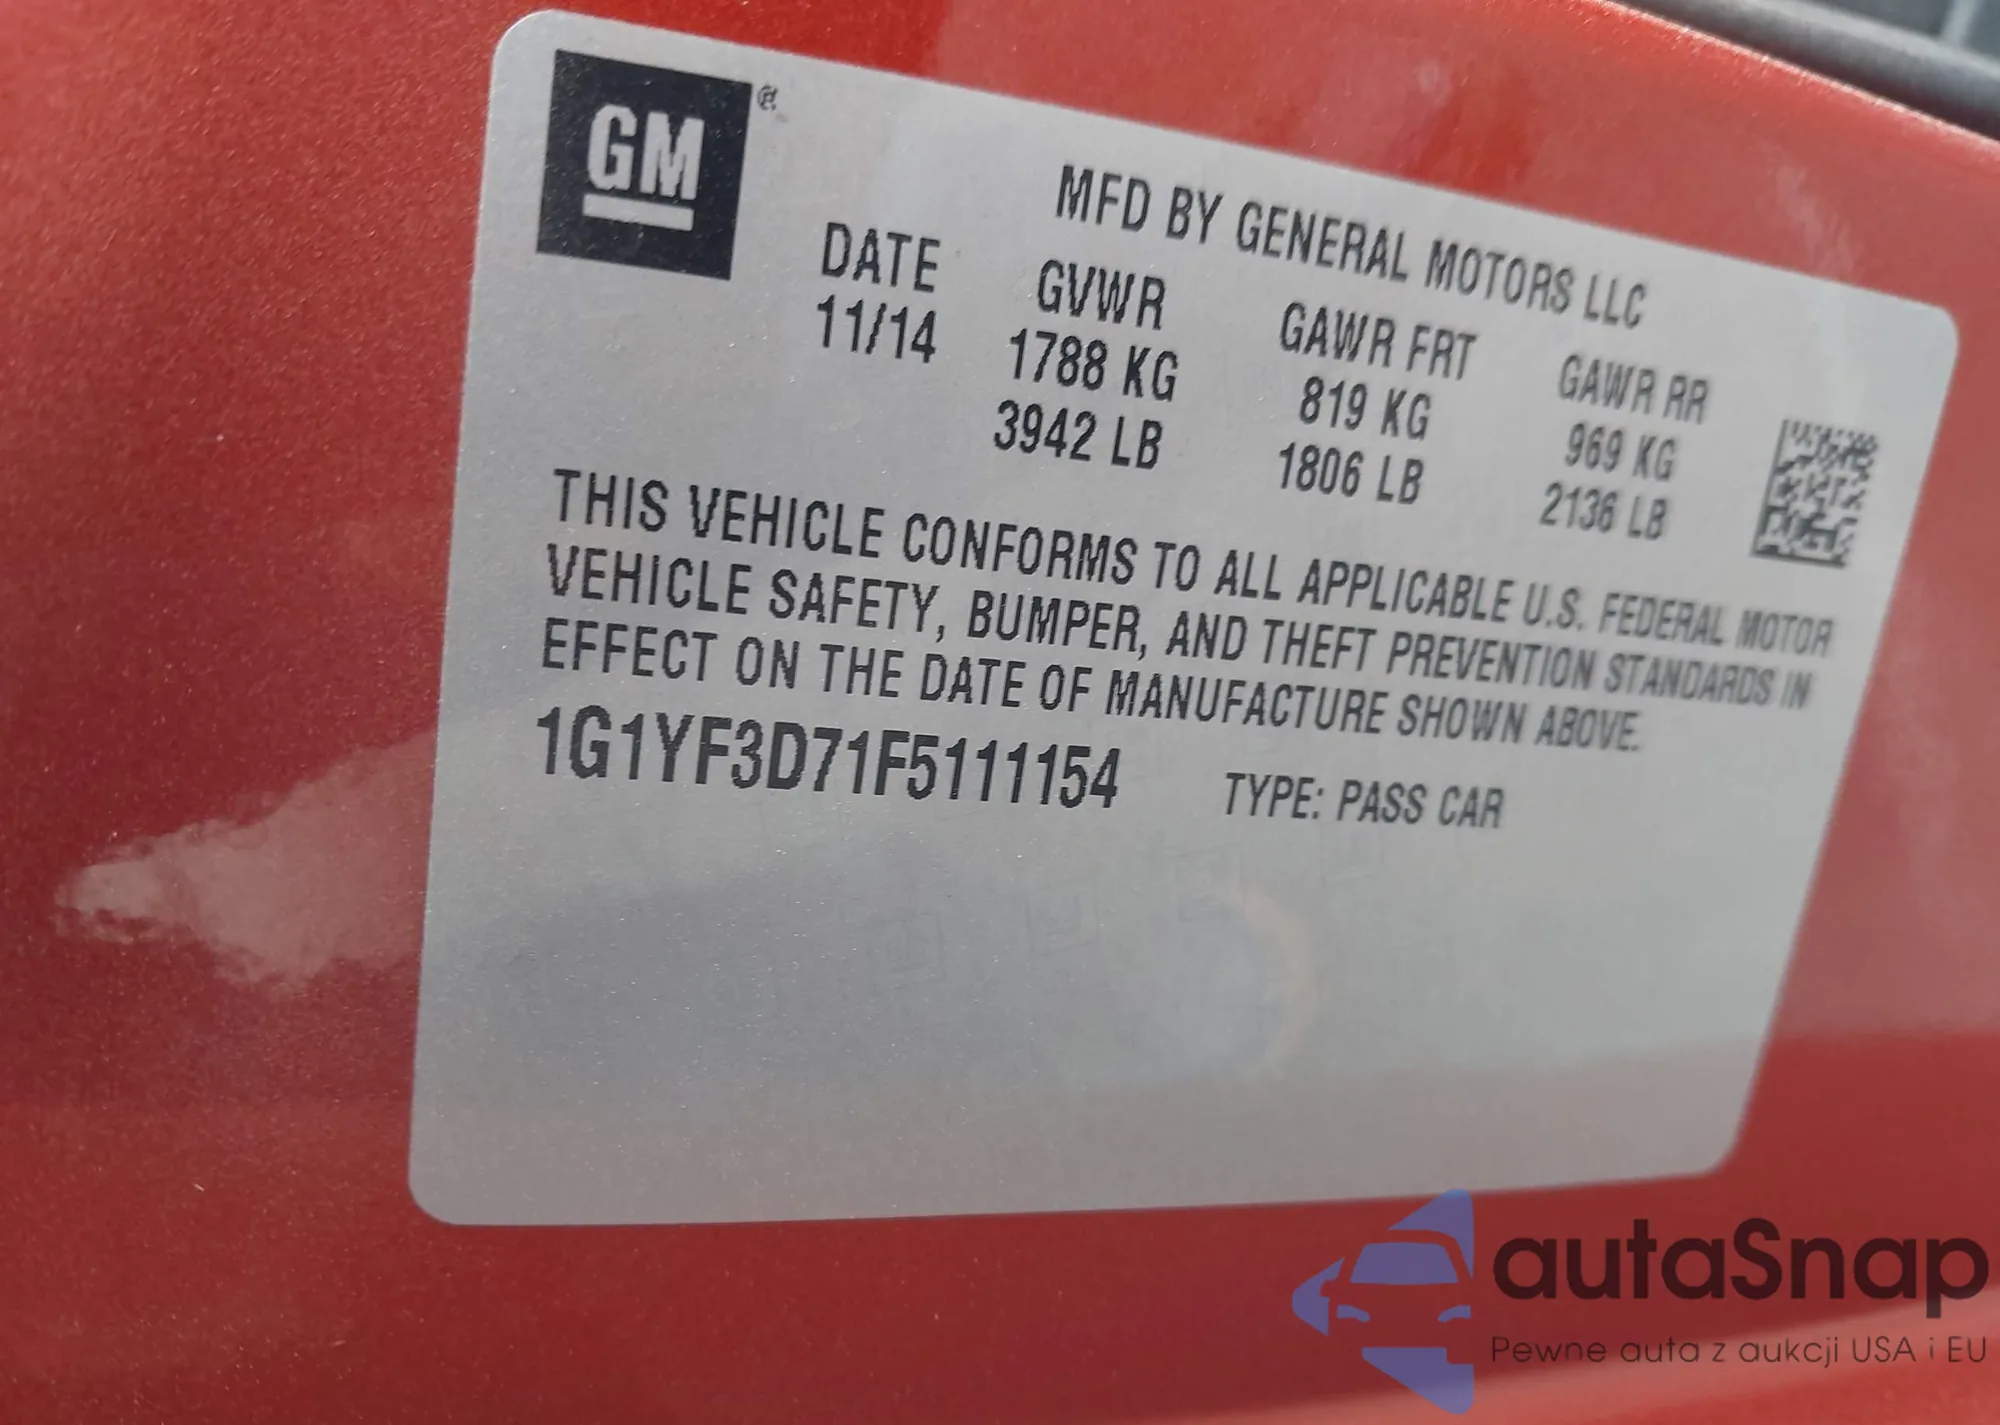 GM
MFD BY GENERAL MOTORS LLC
DATE GVWR GAWR FRT GAWR RR
11/14 1788 KG 819 KG 969 KG
3942 LB 1806 LB 2136 LB
THIS VEHICLE CONFORMS TO ALL APPLICABLE U.S. FEDERAL MOTOR
VEHICLE SAFETY, BUMPER, AND THEFT PREVENTION STANDARDS IN
EFFECT ON THE DATE OF MANUFACTURE SHOWN ABOVE.
1G1YF3D71F5111154 TYPE: PASS CAR
autaSnap
Pewne auta z aukcji USA i EU